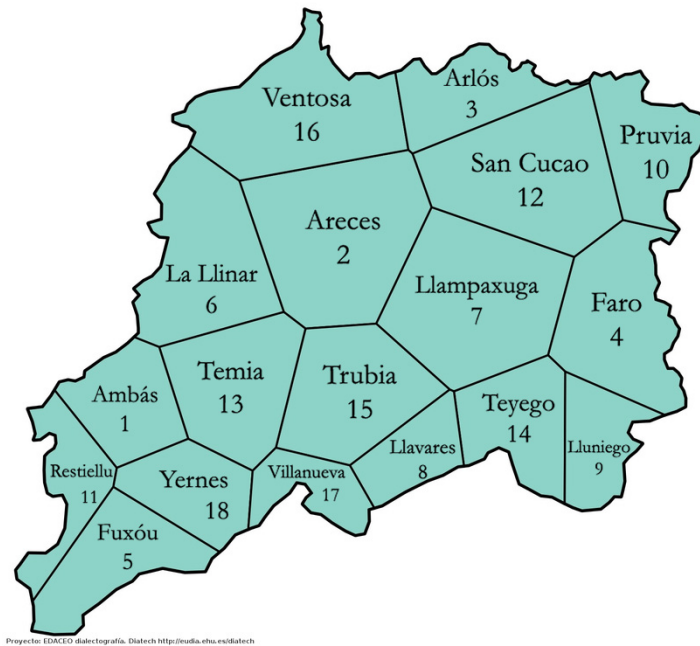 Arlós
3
Ventosa
16
Pruvia
10
San Cucao
12
Areces
2
La Llinar
6
Llampaxuga
7
Faro
4
Temia
13
Trubia
15
Ambás
1
Teyego
14
Llavares
8
Lluniego
9
Restiellu
11
Yernes
18
Villanueva
17
Fuxóu
5
Proyecto: EDACEO dialectografía. Diatech http://eudia.ehu.es/diatech